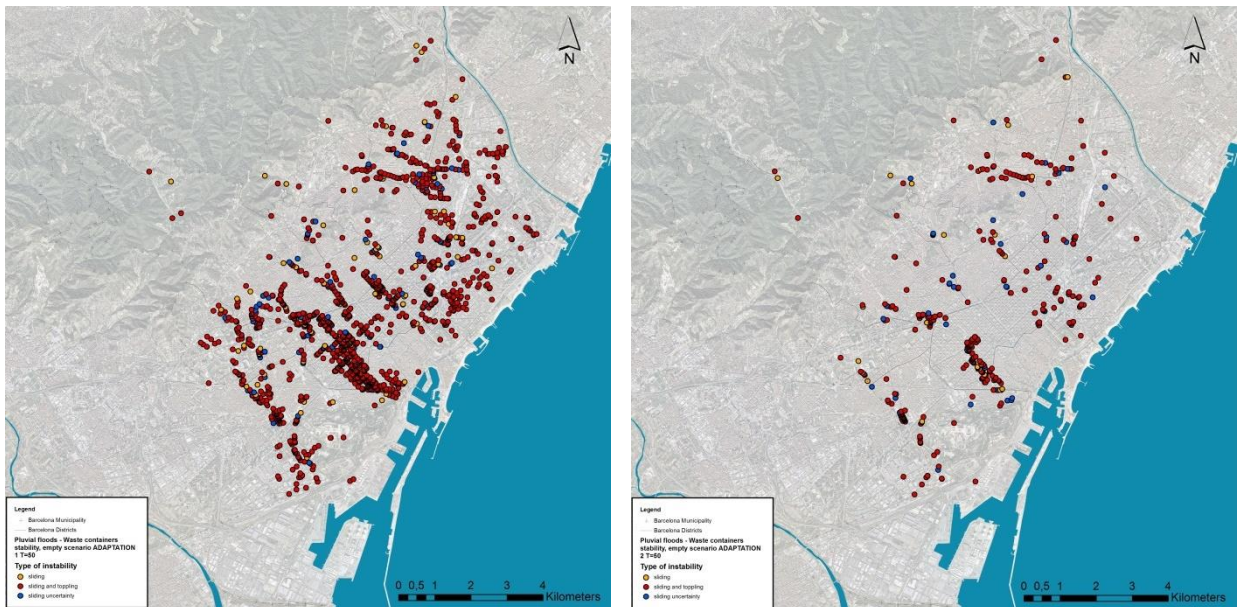 N
Legend
Barcelona Municipality
Barcelona Districts
Pluvial floods - Waste containers
stability, empty scenario ADAPTATION
1 T=50
Type of instability
sliding
sliding and toppling
sliding uncertainty
0 0,5 1 2 3 4
Kilometers
N
Legend
Barcelona Municipality
Barcelona Districts
Pluvial floods - Waste containers
stability, empty scenario ADAPTATION
2 T=50
Type of instability
sliding
sliding and toppling
sliding uncertainty
0 0,5 1 2 3 4
Kilometers